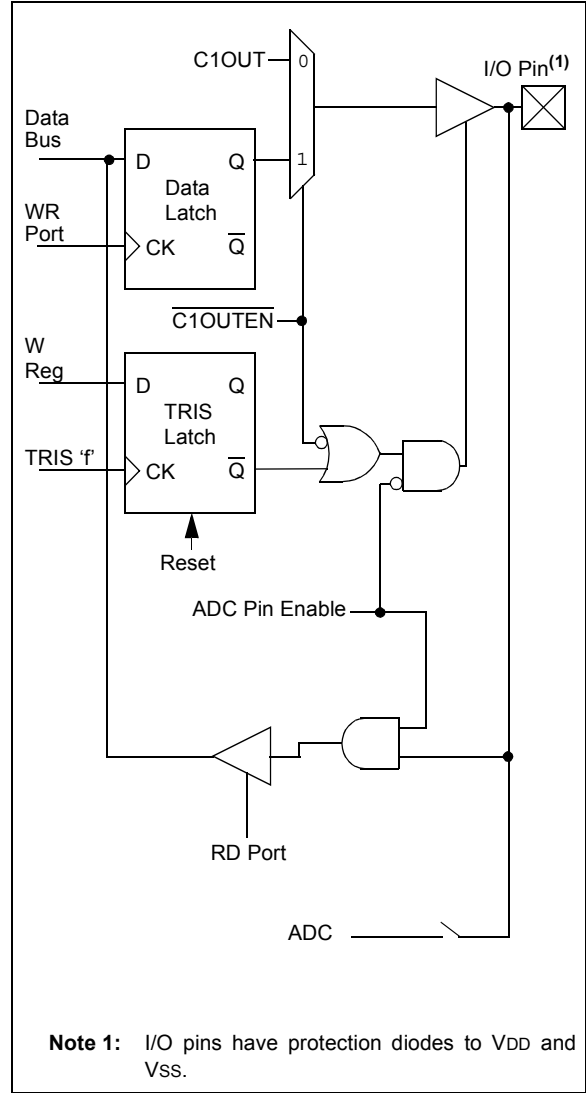 C1OUT
0
I/O Pin(1)
Data
Bus
D
Q
1
Data
Latch
WR
Port
CK
Q̅
C̅1̅O̅U̅T̅E̅N̅
W
Reg
D
Q
TRIS
Latch
TRIS ‘f’
CK
Q̅
Reset
ADC Pin Enable
RD Port
ADC
Note 1: I/O pins have protection diodes to VDD and
VSS.